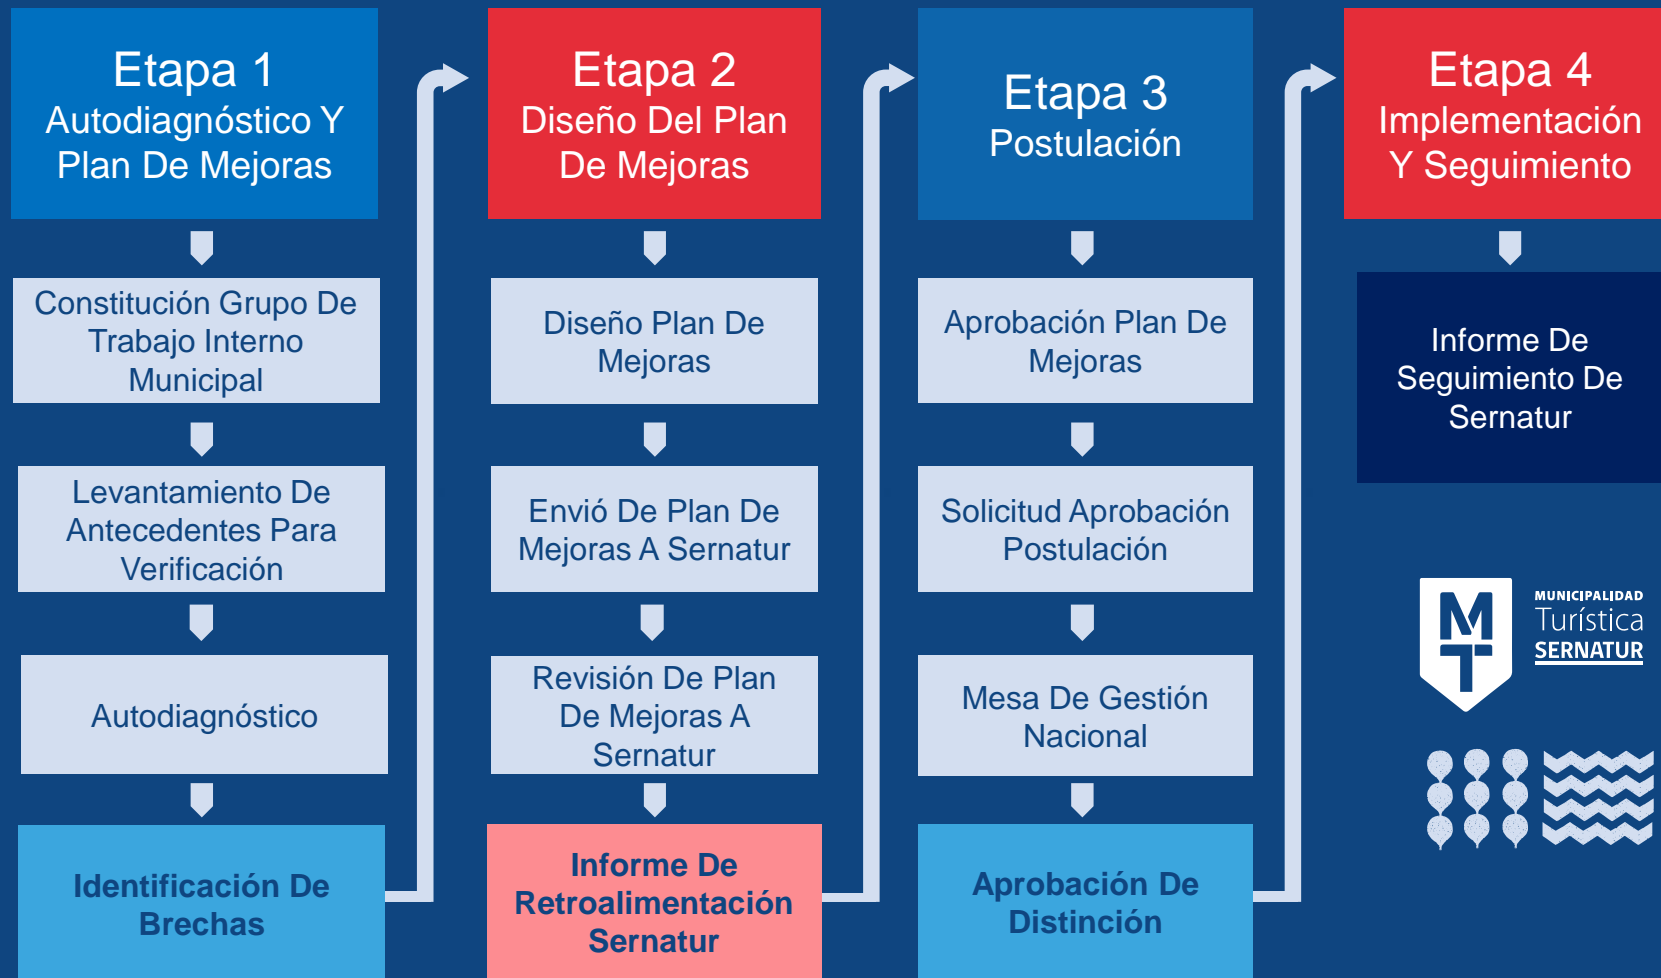 Etapa 1
Autodiagnóstico Y
Plan De Mejoras
Constitución Grupo De
Trabajo Interno
Municipal
Levantamiento De
Antecedentes Para
Verificación
Autodiagnóstico
Identificación De
Brechas
Etapa 2
Diseño Del Plan
De Mejoras
Diseño Plan De
Mejoras
Envió De Plan De
Mejoras A Sernatur
Revisión De Plan
De Mejoras A
Sernatur
Informe De
Retroalimentación
Sernatur
Etapa 3
Postulación
Aprobación Plan De
Mejoras
Solicitud Aprobación
Postulación
Mesa De Gestión
Nacional
Aprobación De
Distinción
Etapa 4
Implementación
Y Seguimiento
Informe De
Seguimiento De
Sernatur
M
T
MUNICIPALIDAD
Turística
SERNATUR